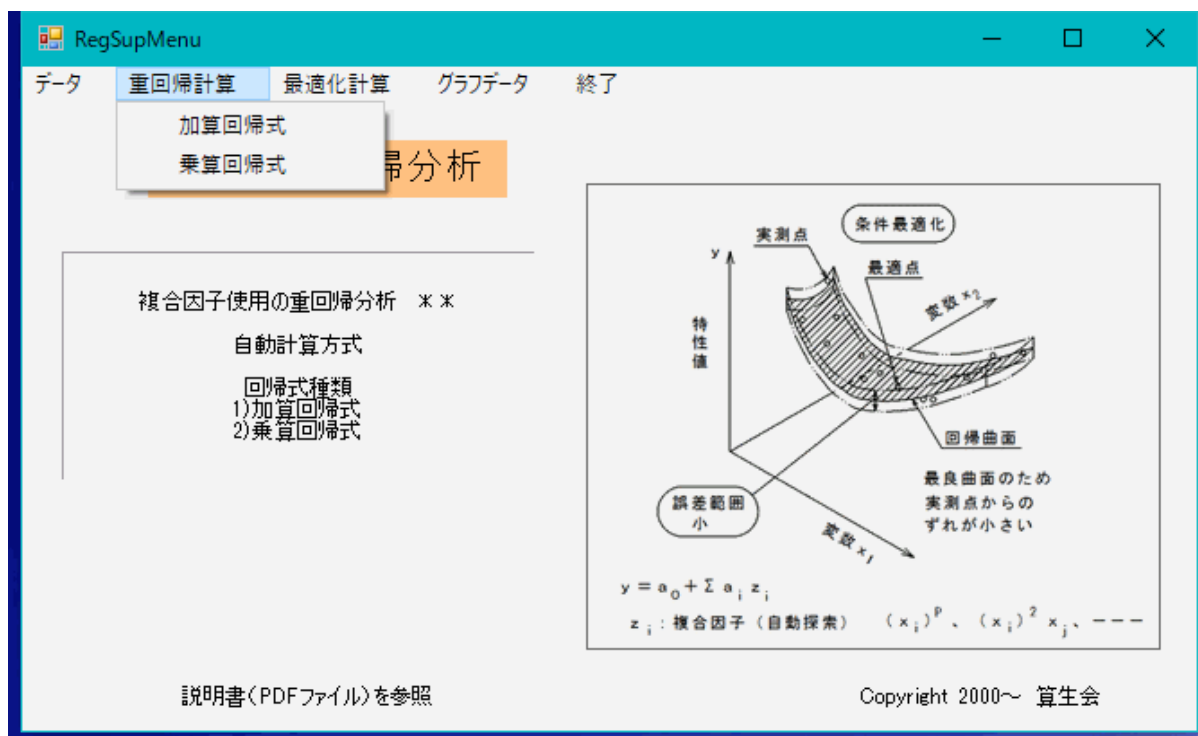 RegSupMenu
データ 重回帰計算 最適化計算 グラフデータ 終了
加算回帰式
乗算回帰式
帰分析
複合因子使用の重回帰分析 **
自動計算方式
回帰式種類
1)加算回帰式
2)乗算回帰式
条件最適化
実測点
y
最適点
変数 x₂
特性値
回帰曲面
最良曲面のため
実測点からの
ずれが小さい
誤差範囲
小
変数 x₁
y = a₀ + Σ aᵢ zᵢ
zᵢ : 複合因子 (自動探索) (xᵢ)ᴾ 、 (xᵢ)² xⱼ、---
説明書(PDFファイル)を参照
Copyright 2000~ 算生会